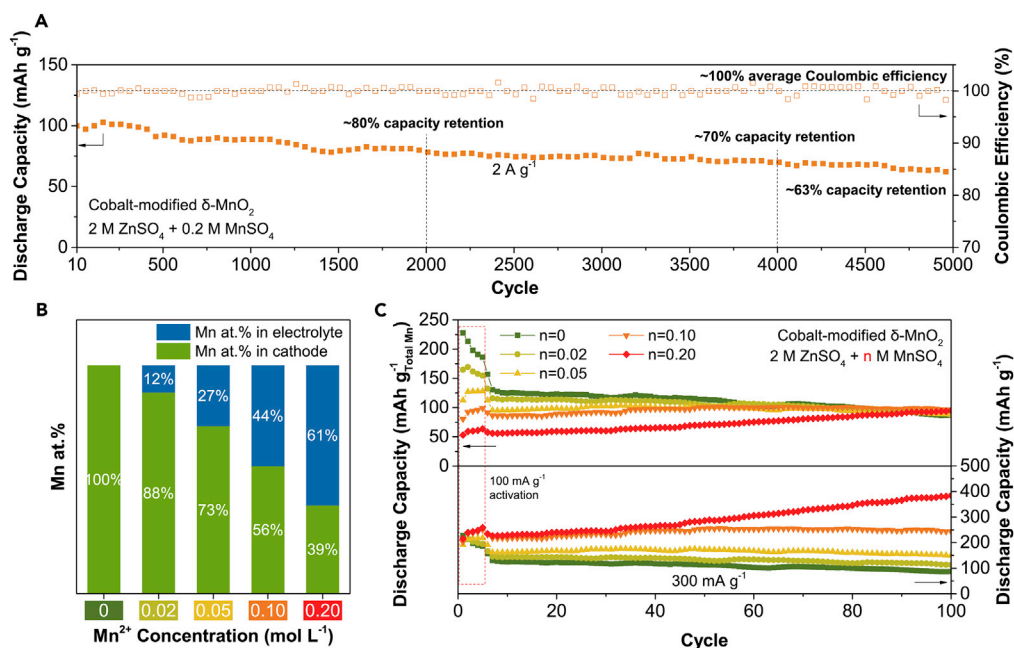 A
Discharge Capacity (mAh g⁻¹)
150
100
50
0
~100% average Coulombic efficiency
~80% capacity retention
~70% capacity retention
2 A g⁻¹
~63% capacity retention
Cobalt-modified δ-MnO₂
2 M ZnSO₄ + 0.2 M MnSO₄
100
90
80
70
Coulombic Efficiency (%)
10 500 1000 1500 2000 2500 3000 3500 4000 4500 5000
Cycle
B
Mn at.%
Mn at.% in electrolyte
Mn at.% in cathode
12%
27%
44%
61%
100%
88%
73%
56%
39%
0 0.02 0.05 0.10 0.20
Mn²⁺ Concentration (mol L⁻¹)
C
Discharge Capacity (mAh g⁻¹Total Mn)
250
200
150
100
50
0
n=0
n=0.02
n=0.05
n=0.10
n=0.20
Cobalt-modified δ-MnO₂
2 M ZnSO₄ + n M MnSO₄
100 mA g⁻¹
activation
300 mA g⁻¹
500
400
300
200
100
0
Discharge Capacity (mAh g⁻¹)
0 20 40 60 80 100
Cycle